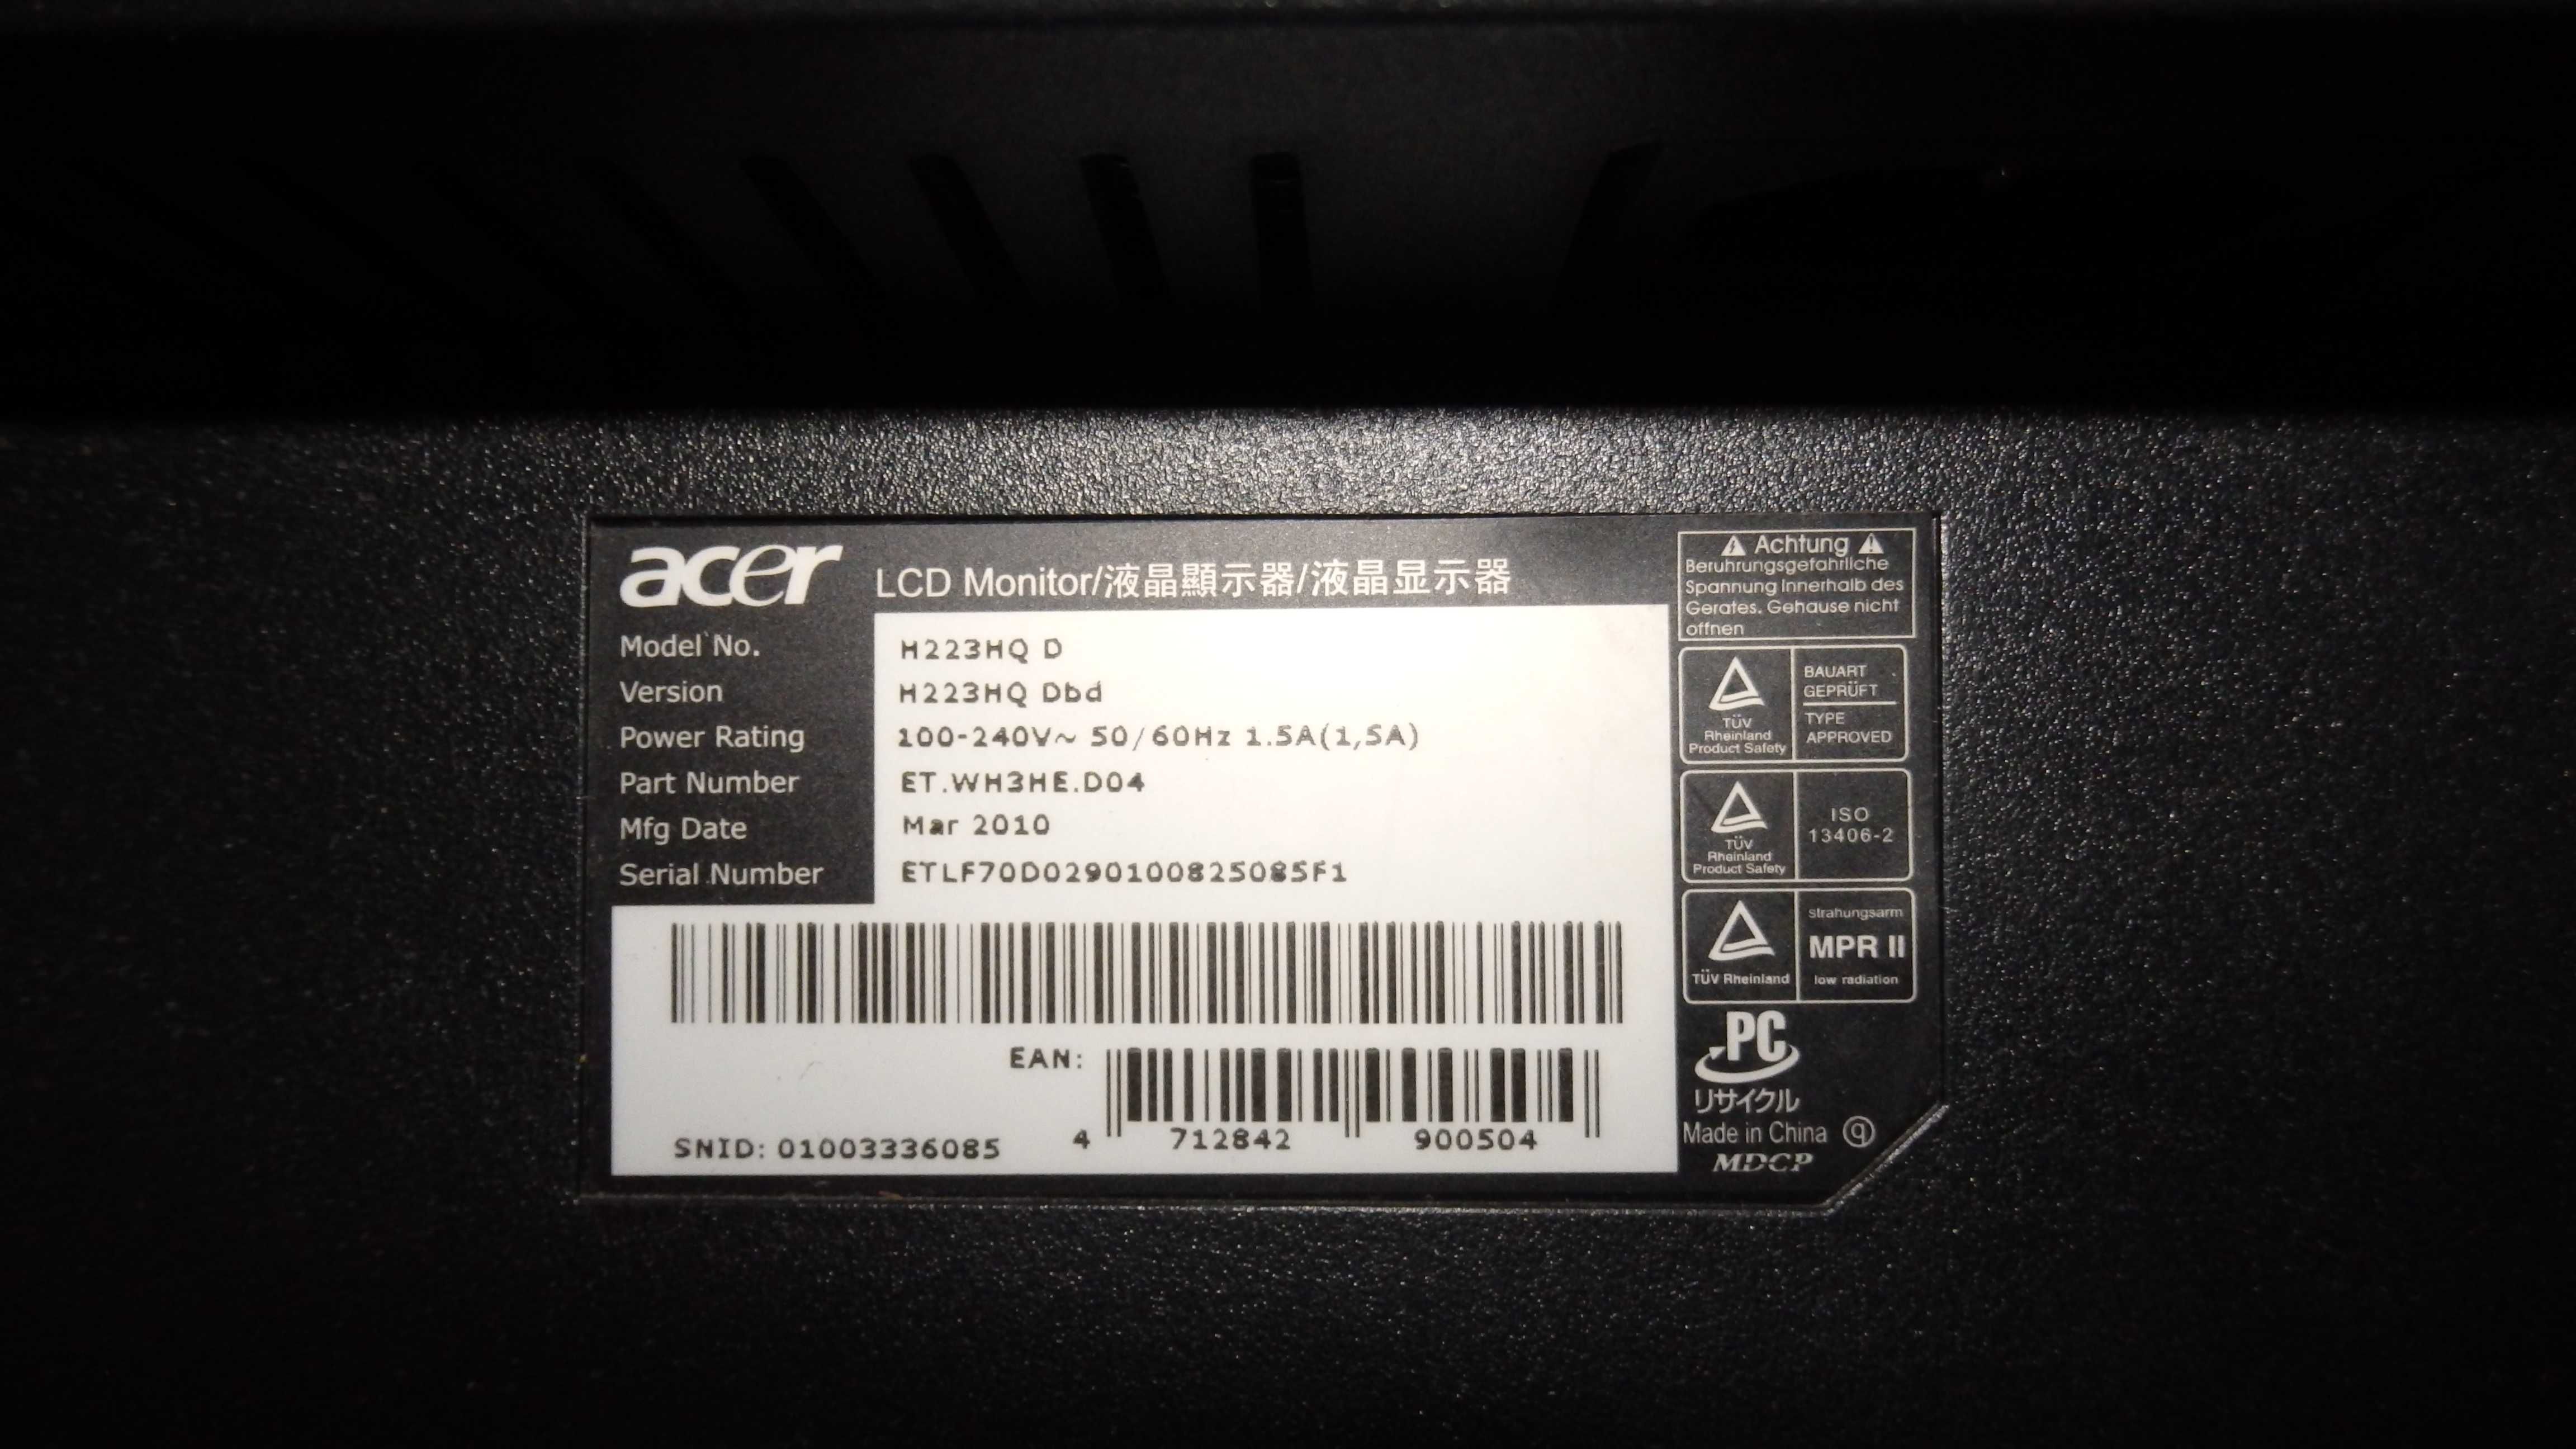 acer LCD Monitor/液晶顯示器/液晶显示器
Model No. H223HQ D
Version H223HQ Dbd
Power Rating 100-240V~ 50/60Hz 1.5A(1,5A)
Part Number ET.WH3HE.D04
Mfg Date Mar 2010
Serial Number ETLF70D0290100825085F1
EAN:
4 712842 900504
SNID: 01003336085
Achtung
Beruhrungsgefahrliche
Spannung Innerhalb des
Gerates. Gehause nicht
offnen
TÜV
Rheinland
Product Safety
BAUART
GEPRÜFT
TYPE
APPROVED
TÜV
Rheinland
Product Safety
ISO
13406-2
TÜV Rheinland
strahungsarm
MPR II
low radiation
PC
リサイクル
Made in China q
MDCP